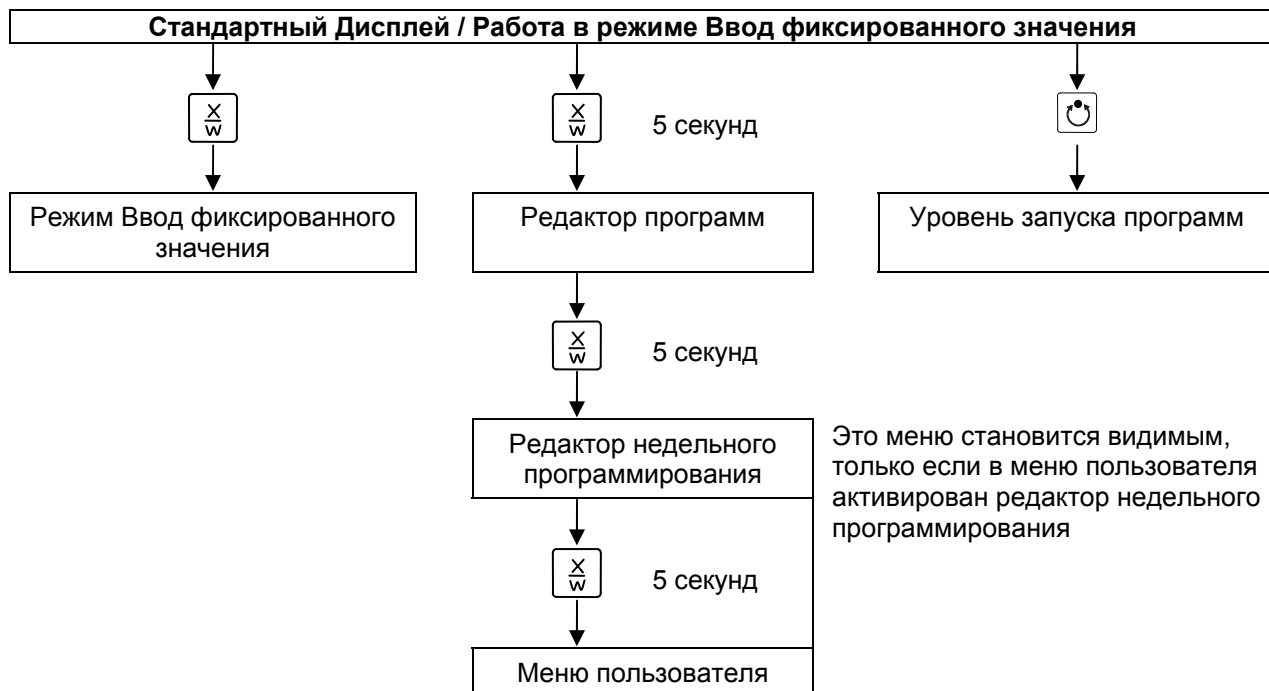 Стандартный Дисплей / Работа в режиме Ввод фиксированного значения
X
W
X
W
5 секунд
Режим Ввод фиксированного
значения
Редактор программ
Уровень запуска программ
X
W
5 секунд
Редактор недельного
программирования
Это меню становится видимым,
только если в меню пользователя
активирован редактор недельного
программирования
X
W
5 секунд
Меню пользователя